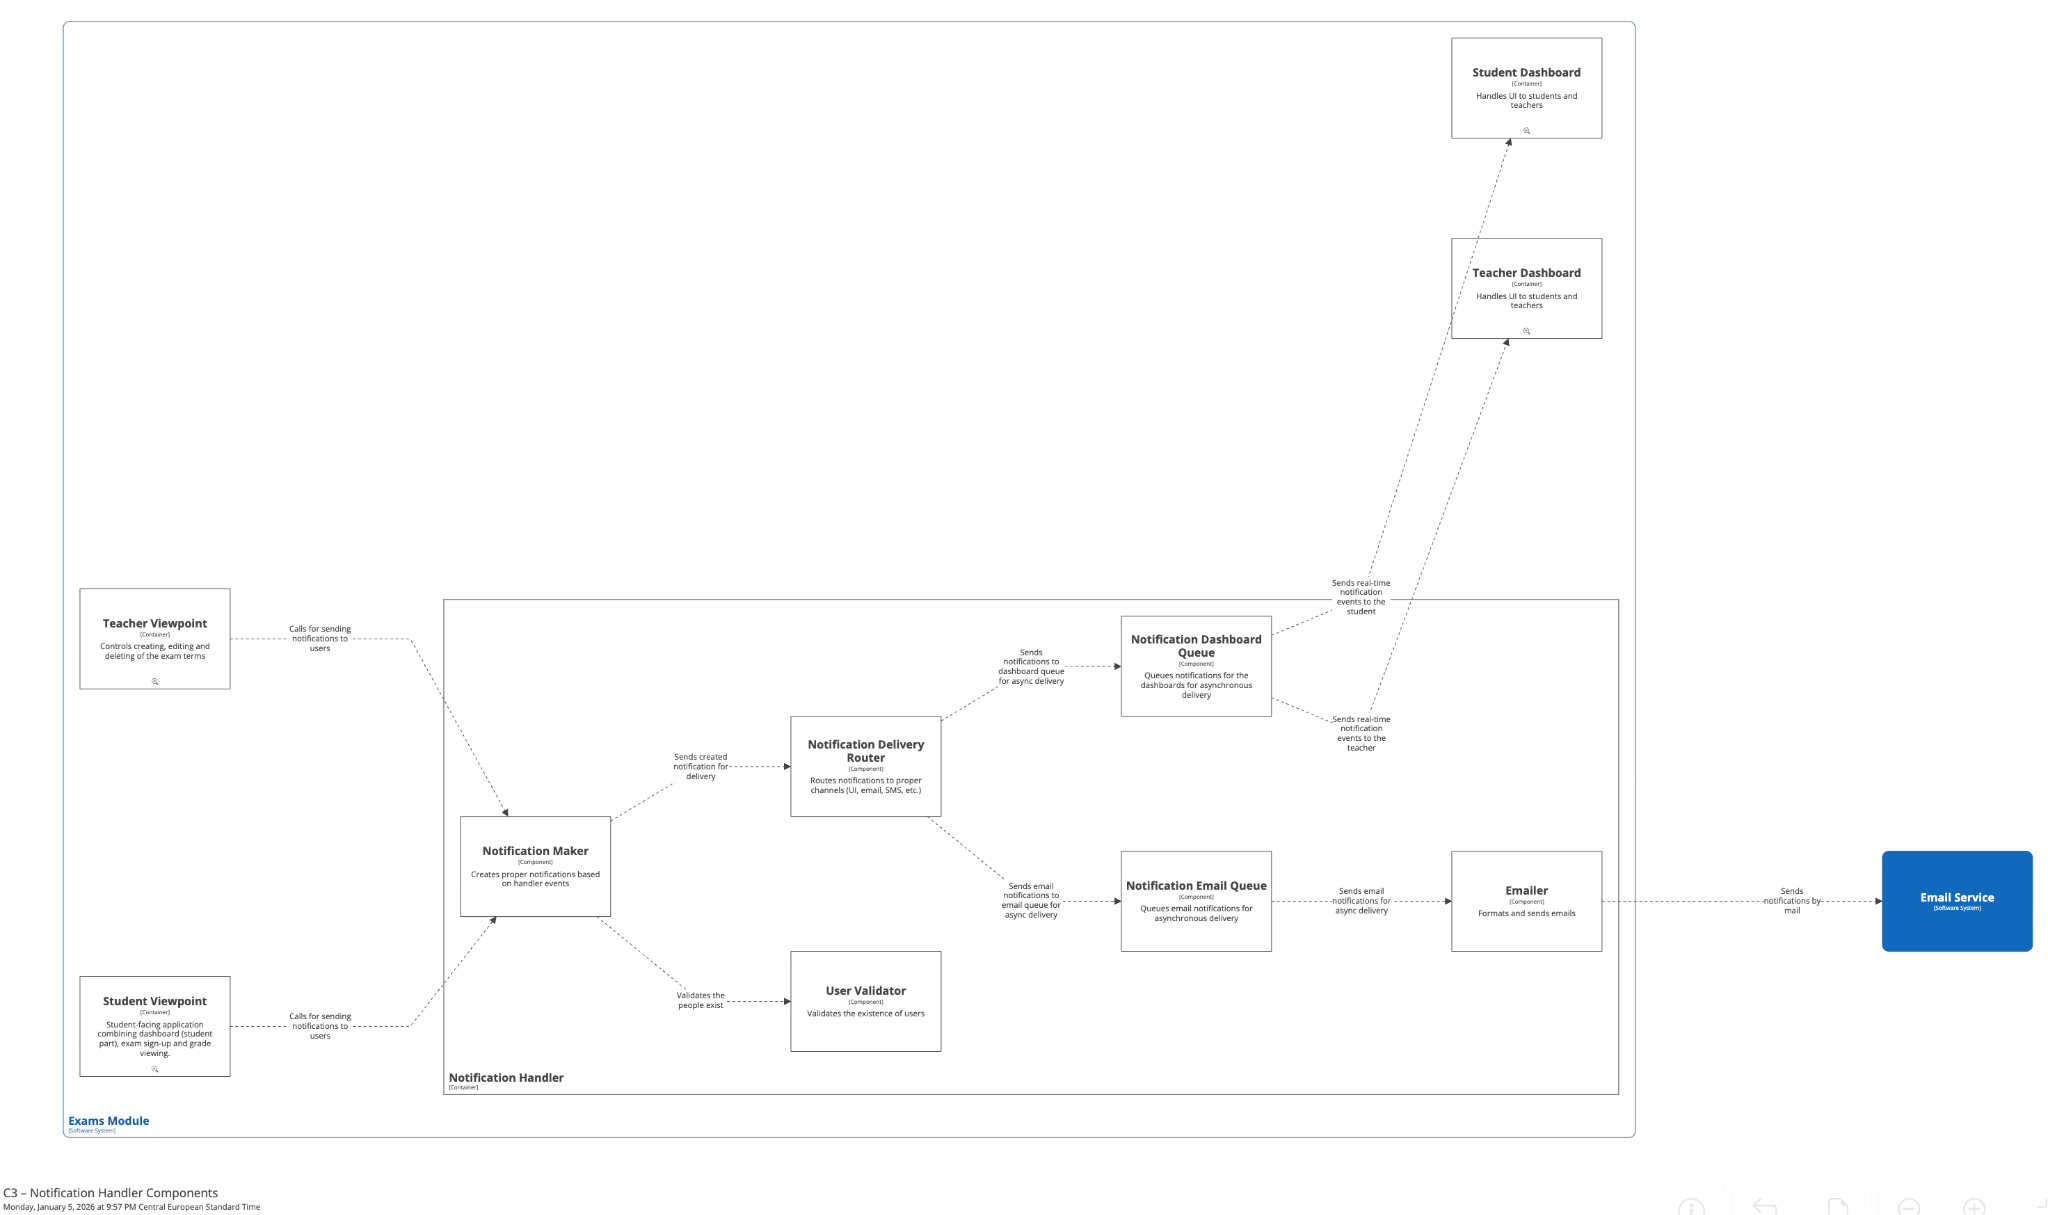 Student Dashboard
[Container]
Handles UI to students and
teachers
Teacher Dashboard
[Container]
Handles UI to students and
teachers
Teacher Viewpoint
[Container]
Controls creating, editing and
deleting of the exam terms
Calls for sending
notifications to
users
Sends real-time
notification
events to the
student
Notification Dashboard
Queue
[Component]
Queues notifications for the
dashboards for asynchronous
delivery
Sends
notifications to
dashboard queue
for async delivery
Sends real-time
notification
events to the
teacher
Notification Delivery
Router
[Component]
Routes notifications to proper
channels (UI, email, SMS, etc.)
Sends created
notification for
delivery
Notification Maker
[Component]
Creates proper notifications based
on handler events
Sends email
notifications to
email queue for
async delivery
Notification Email Queue
[Component]
Queues email notifications for
asynchronous delivery
Sends email
notifications for
async delivery
Emailer
[Component]
Formats and sends emails
Sends
notifications by
mail
Email Service
[Software System]
Student Viewpoint
[Container]
Student-facing application
combining dashboard (student
part), exam sign-up and grade
viewing.
Calls for sending
notifications to
users
Validates the
people exist
User Validator
[Component]
Validates the existence of users
Notification Handler
[Container]
Exams Module
[Software System]
C3 – Notification Handler Components
Monday, January 5, 2026 at 9:57 PM Central European Standard Time